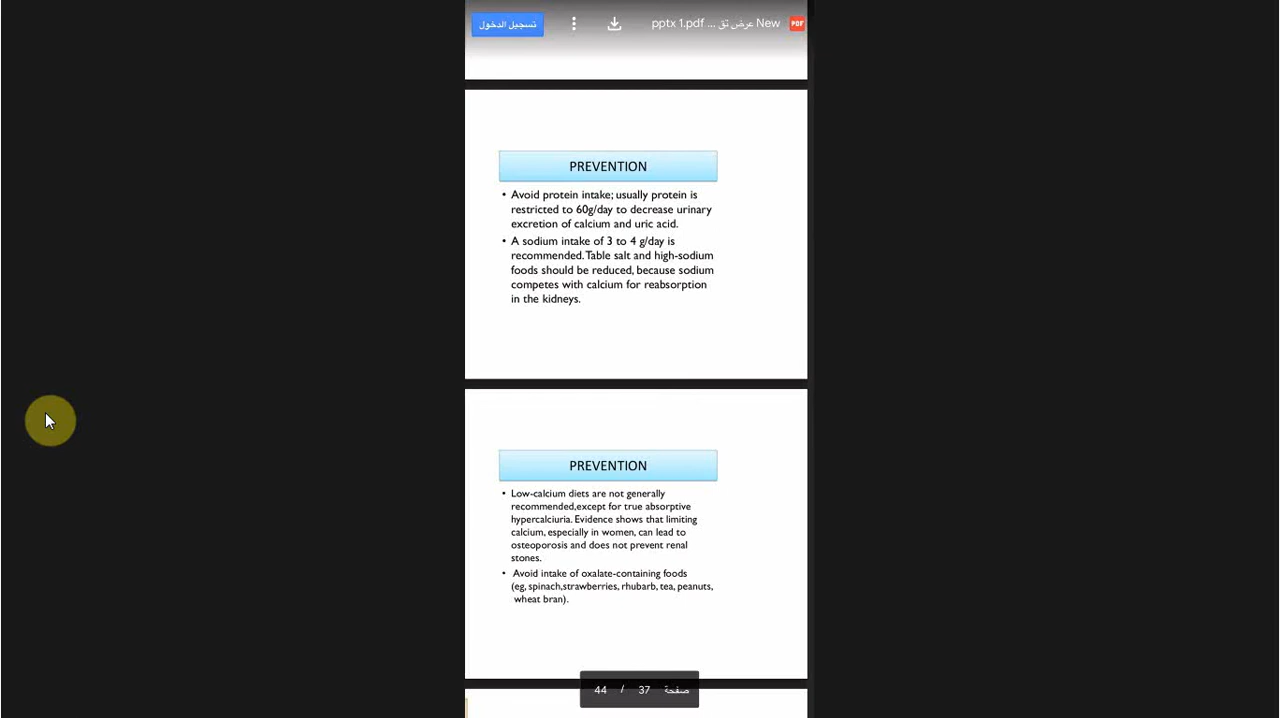 تسجيل الدخول
New عرض تق ... pptx 1.pdf
PDF
PREVENTION
• Avoid protein intake; usually protein is
restricted to 60g/day to decrease urinary
excretion of calcium and uric acid.
• A sodium intake of 3 to 4 g/day is
recommended. Table salt and high-sodium
foods should be reduced, because sodium
competes with calcium for reabsorption
in the kidneys.
PREVENTION
• Low-calcium diets are not generally
recommended,except for true absorptive
hypercalciuria. Evidence shows that limiting
calcium, especially in women, can lead to
osteoporosis and does not prevent renal
stones.
• Avoid intake of oxalate-containing foods
(eg, spinach,strawberries, rhubarb, tea, peanuts,
wheat bran).
صفحة 37 / 44